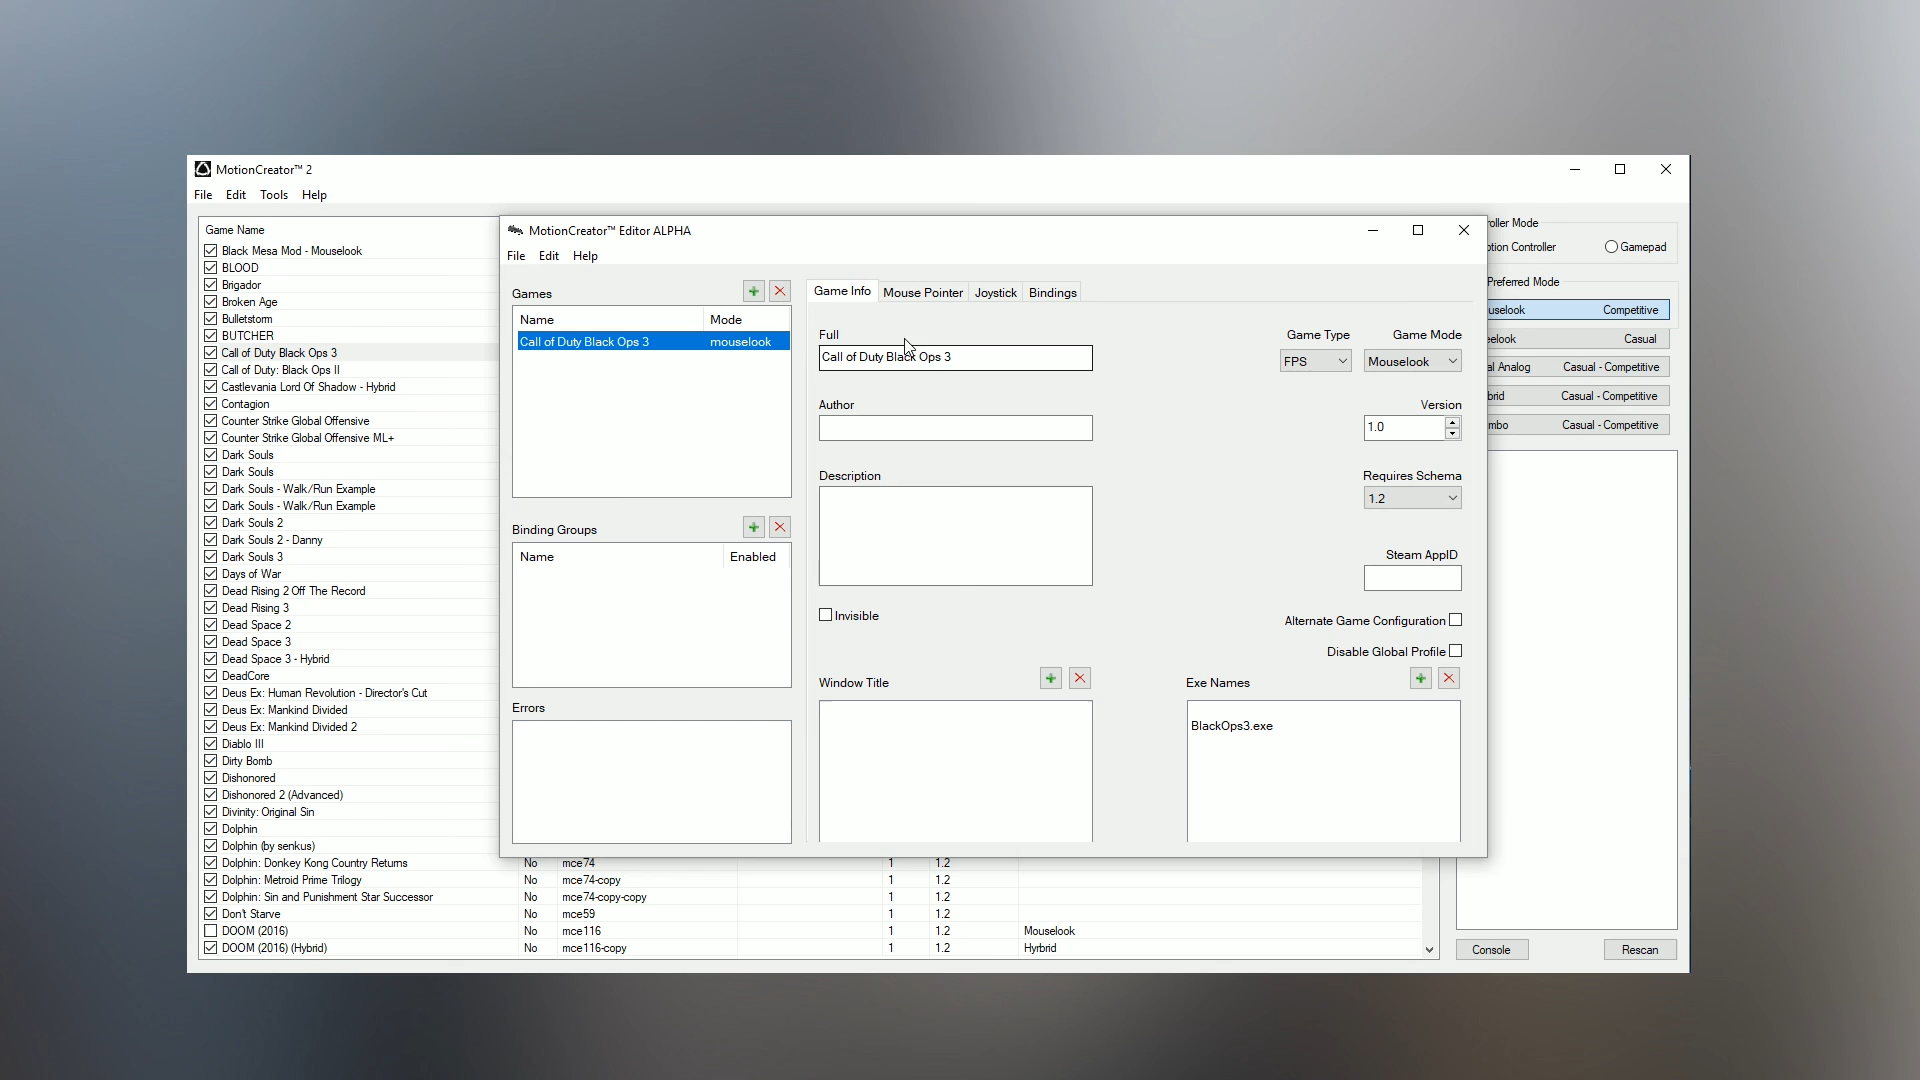 MotionCreator™ 2
File Edit Tools Help
Game Name
Black Mesa Mod - Mouselook
BLOOD
Brigador
Broken Age
Bulletstorm
BUTCHER
Call of Duty Black Ops 3
Call of Duty: Black Ops II
Castlevania Lord Of Shadow - Hybrid
Contagion
Counter Strike Global Offensive
Counter Strike Global Offensive ML+
Dark Souls
Dark Souls
Dark Souls - Walk/Run Example
Dark Souls - Walk/Run Example
Dark Souls 2
Dark Souls 2 - Danny
Dark Souls 3
Days of War
Dead Rising 2 Off The Record
Dead Rising 3
Dead Space 2
Dead Space 3
Dead Space 3 - Hybrid
DeadCore
Deus Ex: Human Revolution - Director's Cut
Deus Ex: Mankind Divided
Deus Ex: Mankind Divided 2
Diablo III
Dirty Bomb
Dishonored
Dishonored 2 (Advanced)
Divinity: Original Sin
Dolphin
Dolphin (by senkus)
Dolphin: Donkey Kong Country Returns No mce74 1 1.2
Dolphin: Metroid Prime Trilogy No mce74-copy 1 1.2
Dolphin: Sin and Punishment Star Successor No mce74-copy-copy 1 1.2
Don't Starve No mce59 1 1.2
DOOM (2016) No mce116 1 1.2 Mouselook
DOOM (2016) (Hybrid) No mce116-copy 1 1.2 Hyrbrid
MotionCreator™ Editor ALPHA
File Edit Help
Games
Name Mode
Call of Duty Black Ops 3 mouselook
Binding Groups
Name Enabled
Errors
Game Info Mouse Pointer Joystick Bindings
Full
Call of Duty Black Ops 3
Game Type Game Mode
FPS Mouselook
Author
Version
1.0
Description
Requires Schema
1.2
Steam AppID
Invisible
Alternate Game Configuration
Disable Global Profile
Window Title
Exe Names
BlackOps3.exe
roller Mode
otion Controller Gamepad
Preferred Mode
uselook Competitive
eelook Casual
al Analog Casual - Competitive
brid Casual - Competitive
mbo Casual - Competitive
Console Rescan